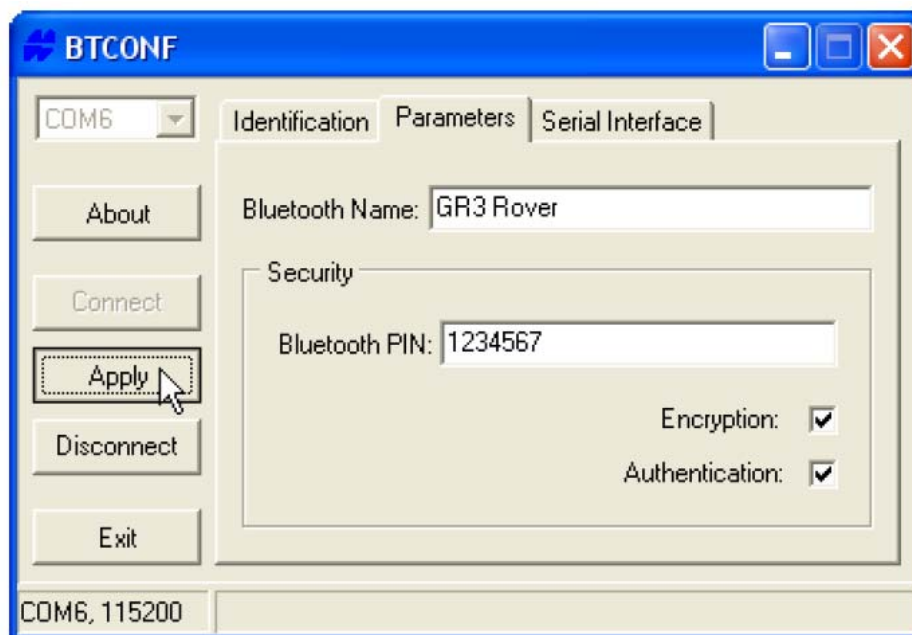 BTCONF
COM6
Identification
Parameters
Serial Interface
About
Bluetooth Name: GR3 Rover
Security
Connect
Bluetooth PIN: 1234567
Apply
Encryption:
Disconnect
Authentication:
Exit
COM6, 115200